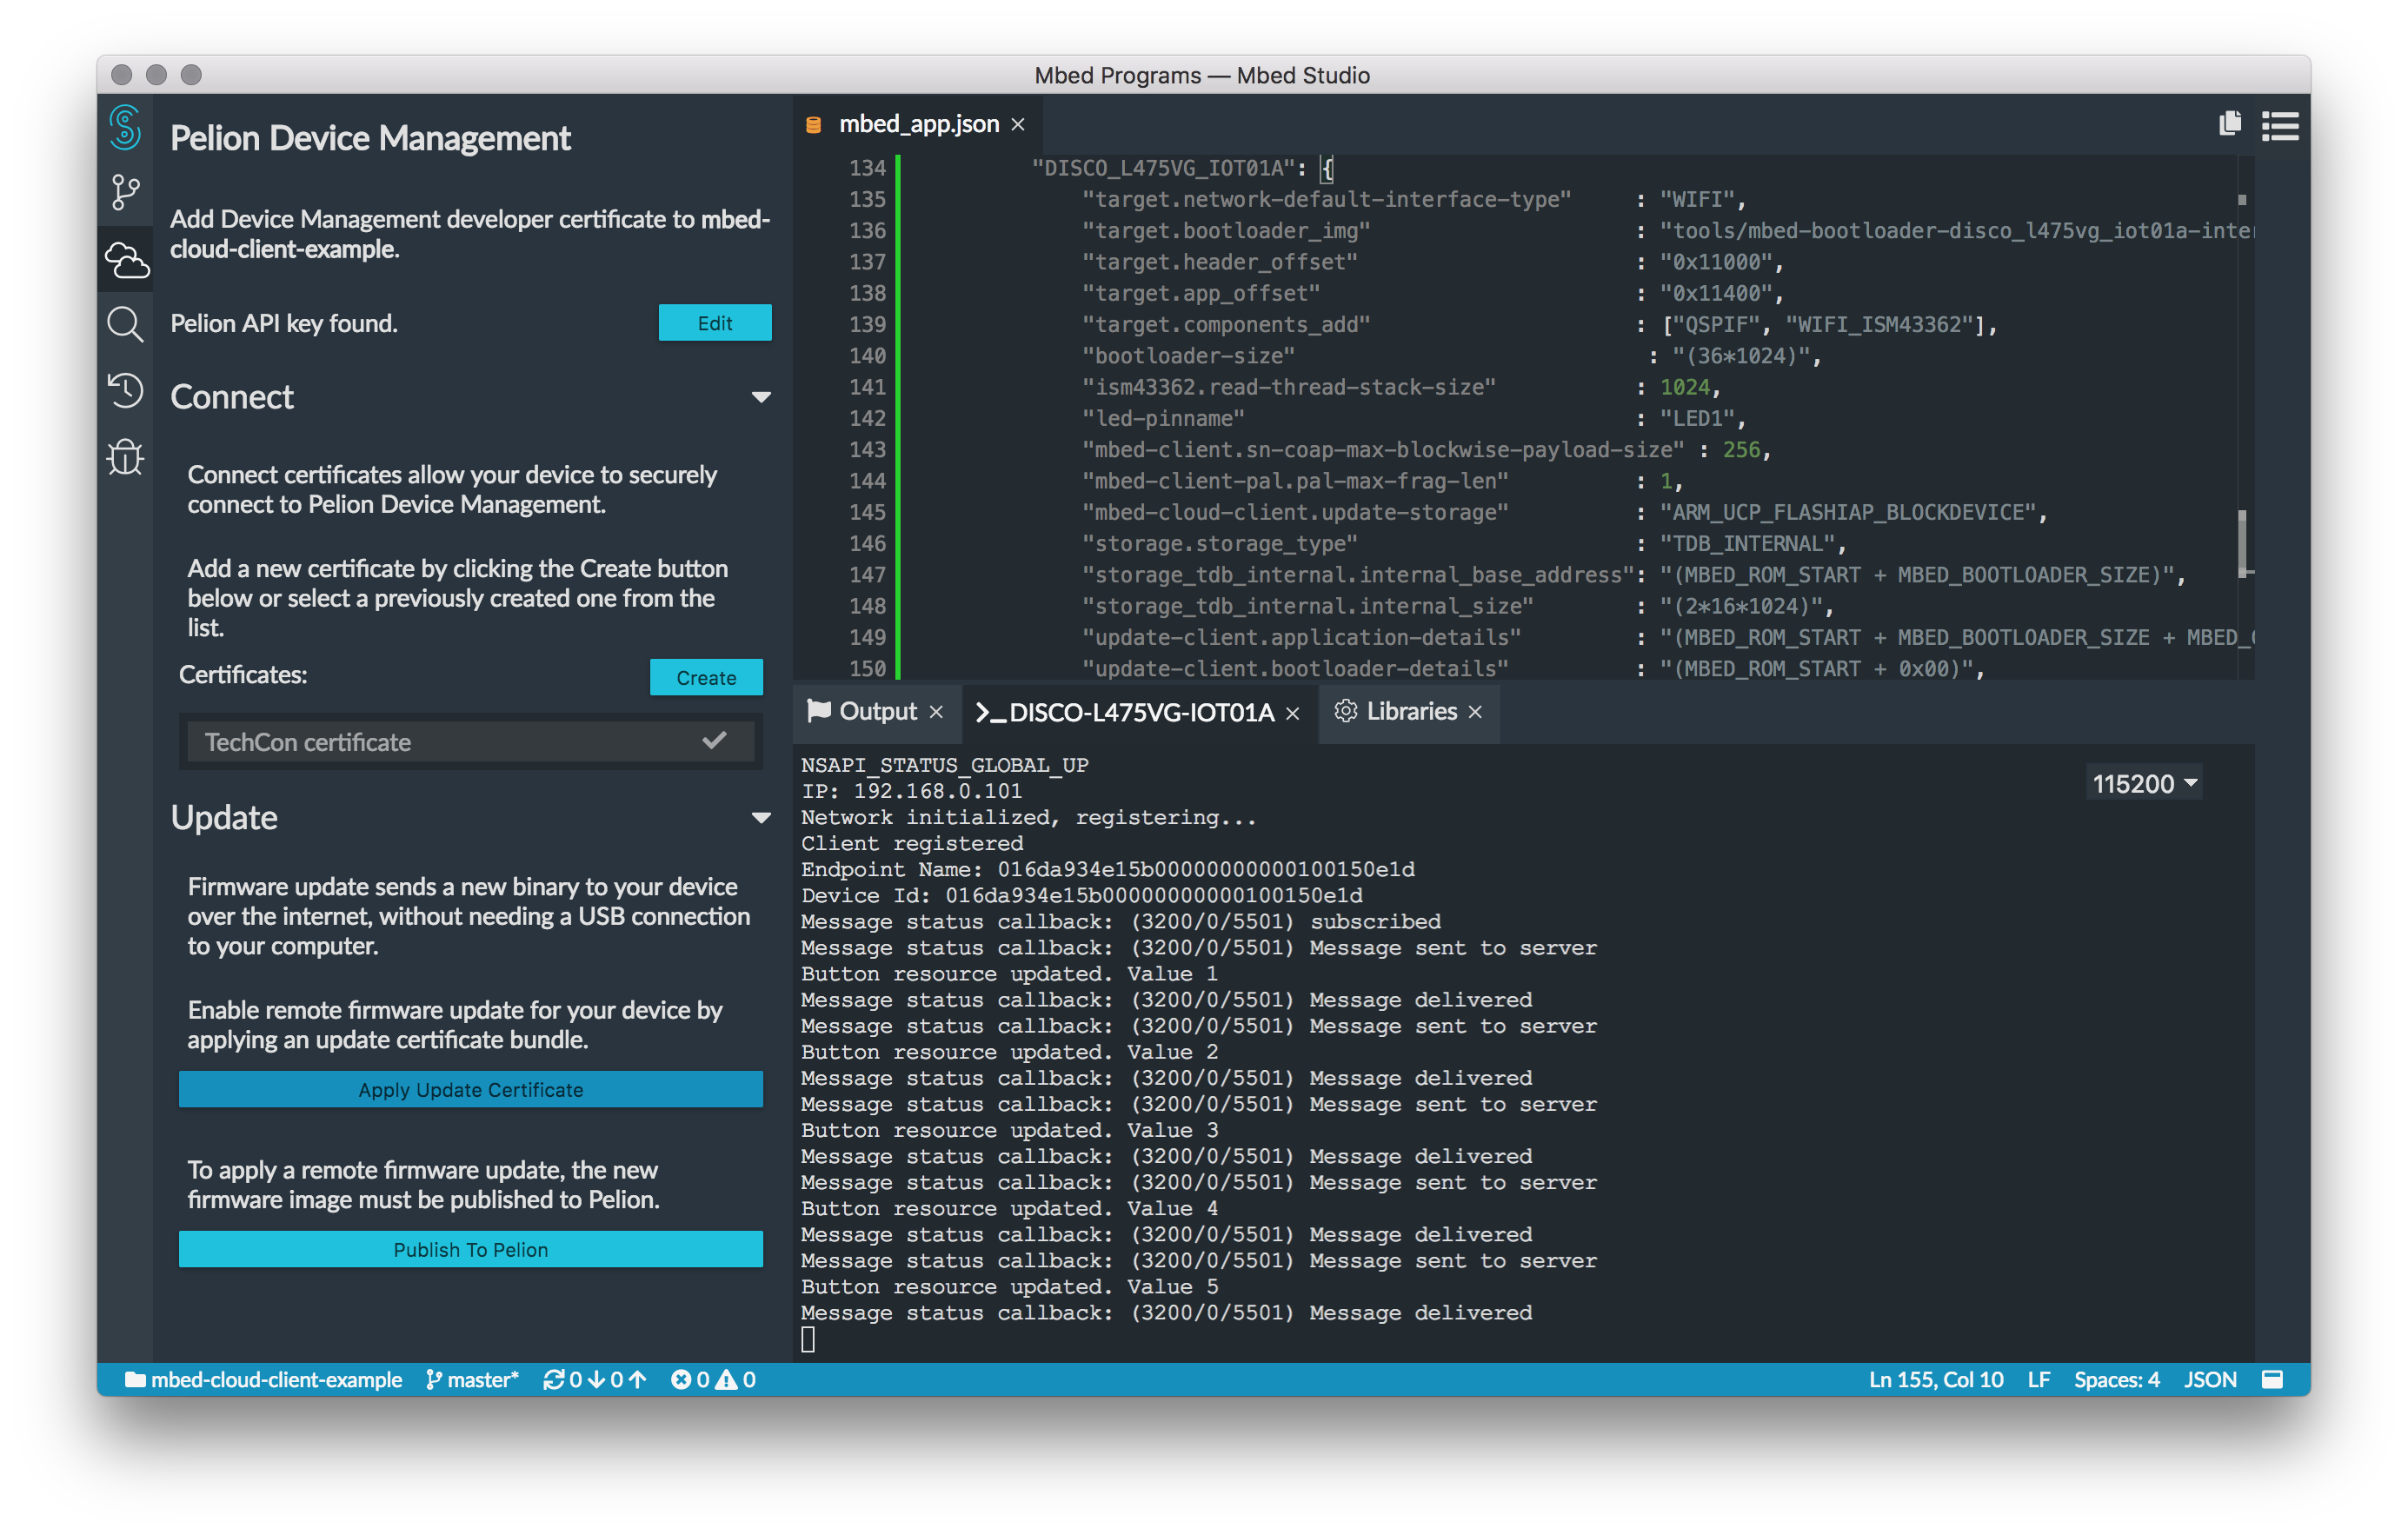 Mbed Programs — Mbed Studio
Pelion Device Management
Add Device Management developer certificate to mbed-
cloud-client-example.
Pelion API key found.
Edit
Connect
Connect certificates allow your device to securely
connect to Pelion Device Management.
Add a new certificate by clicking the Create button
below or select a previously created one from the
list.
Certificates:
Create
TechCon certificate
Update
Firmware update sends a new binary to your device
over the internet, without needing a USB connection
to your computer.
Enable remote firmware update for your device by
applying an update certificate bundle.
Apply Update Certificate
To apply a remote firmware update, the new
firmware image must be published to Pelion.
Publish To Pelion
mbed_app.json
134 "DISCO_L475VG_IOT01A": {
135 "target.network-default-interface-type" : "WIFI",
136 "target.bootloader_img" : "tools/mbed-bootloader-disco_l475vg_iot01a-inter
137 "target.header_offset" : "0x11000",
138 "target.app_offset" : "0x11400",
139 "target.components_add" : ["QSPIF", "WIFI_ISM43362"],
140 "bootloader-size" : "(36*1024)",
141 "ism43362.read-thread-stack-size" : 1024,
142 "led-pinname" : "LED1",
143 "mbed-client.sn-coap-max-blockwise-payload-size" : 256,
144 "mbed-client-pal.pal-max-frag-len" : 1,
145 "mbed-cloud-client.update-storage" : "ARM_UCP_FLASHIAP_BLOCKDEVICE",
146 "storage.storage_type" : "TDB_INTERNAL",
147 "storage_tdb_internal.internal_base_address": "(MBED_ROM_START + MBED_BOOTLOADER_SIZE)",
148 "storage_tdb_internal.internal_size" : "(2*16*1024)",
149 "update-client.application-details" : "(MBED_ROM_START + MBED_BOOTLOADER_SIZE + MBED_
150 "update-client.bootloader-details" : "(MBED_ROM_START + 0x00)",
Output
DISCO-L475VG-IOT01A
Libraries
115200
NSAPI_STATUS_GLOBAL_UP
IP: 192.168.0.101
Network initialized, registering...
Client registered
Endpoint Name: 016da934e15b00000000000100150e1d
Device Id: 016da934e15b00000000000100150e1d
Message status callback: (3200/0/5501) subscribed
Message status callback: (3200/0/5501) Message sent to server
Button resource updated. Value 1
Message status callback: (3200/0/5501) Message delivered
Message status callback: (3200/0/5501) Message sent to server
Button resource updated. Value 2
Message status callback: (3200/0/5501) Message delivered
Message status callback: (3200/0/5501) Message sent to server
Button resource updated. Value 3
Message status callback: (3200/0/5501) Message delivered
Message status callback: (3200/0/5501) Message sent to server
Button resource updated. Value 4
Message status callback: (3200/0/5501) Message delivered
Message status callback: (3200/0/5501) Message sent to server
Button resource updated. Value 5
Message status callback: (3200/0/5501) Message delivered
mbed-cloud-client-example master* 0 0 0 0 Ln 155, Col 10 LF Spaces: 4 JSON